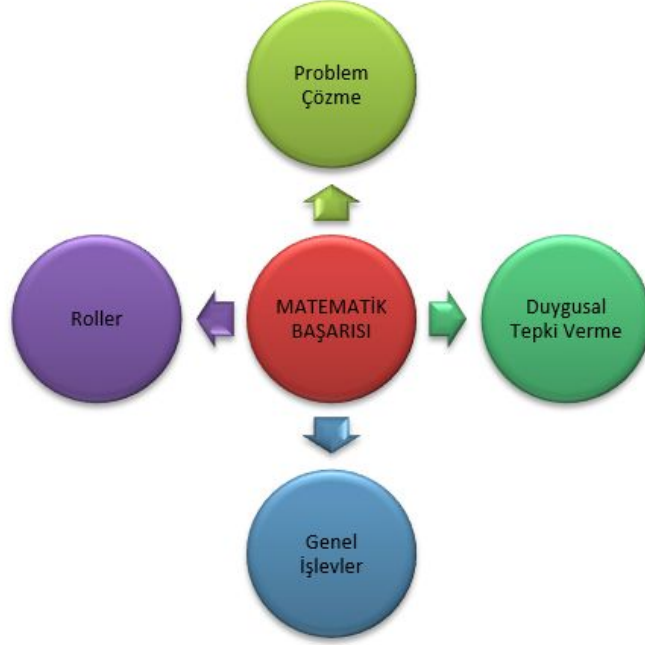 Problem
Çözme
Roller
MATEMATİK
BAŞARISI
Duygusal
Tepki Verme
Genel
İşlevler